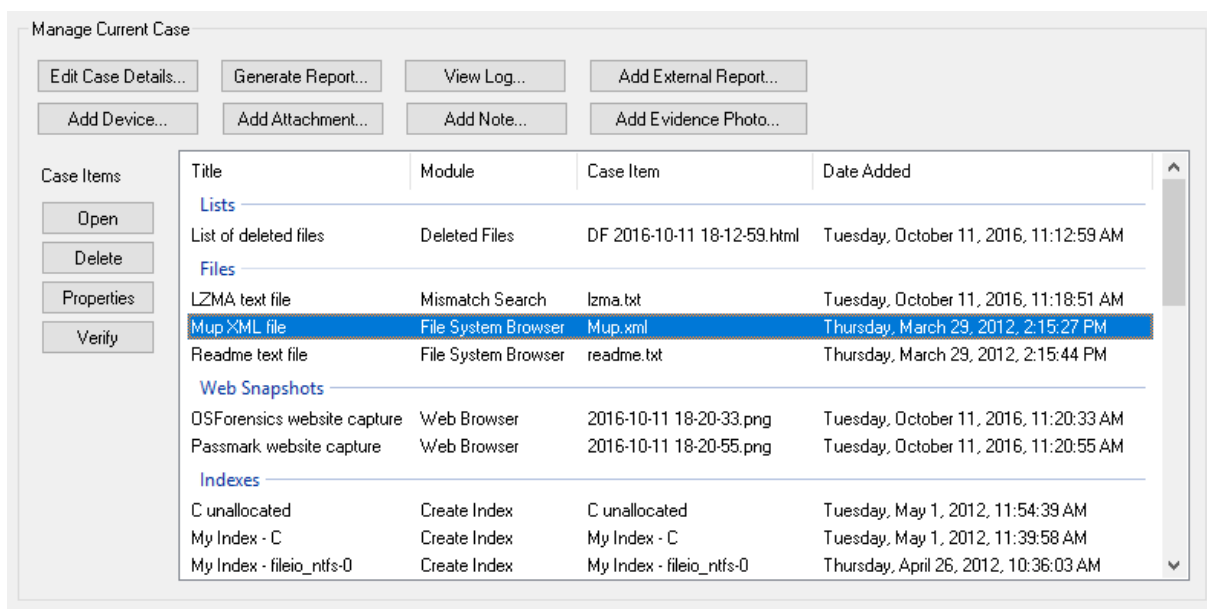 Manage Current Case
Edit Case Details... Generate Report... View Log... Add External Report...
Add Device... Add Attachment... Add Note... Add Evidence Photo...
Case Items
Open
Delete
Properties
Verify
Title Module Case Item Date Added
Lists
List of deleted files Deleted Files DF 2016-10-11 18-12-59.html Tuesday, October 11, 2016, 11:12:59 AM
Files
LZMA text file Mismatch Search lzma.txt Tuesday, October 11, 2016, 11:18:51 AM
Mup XML file File System Browser Mup.xml Thursday, March 29, 2012, 2:15:27 PM
Readme text file File System Browser readme.txt Thursday, March 29, 2012, 2:15:44 PM
Web Snapshots
OSForensics website capture Web Browser 2016-10-11 18-20-33.png Tuesday, October 11, 2016, 11:20:33 AM
Passmark website capture Web Browser 2016-10-11 18-20-55.png Tuesday, October 11, 2016, 11:20:55 AM
Indexes
C unallocated Create Index C unallocated Tuesday, May 1, 2012, 11:54:39 AM
My Index - C Create Index My Index - C Tuesday, May 1, 2012, 11:39:58 AM
My Index - fileio_ntfs-0 Create Index My Index - fileio_ntfs-0 Thursday, April 26, 2012, 10:36:03 AM